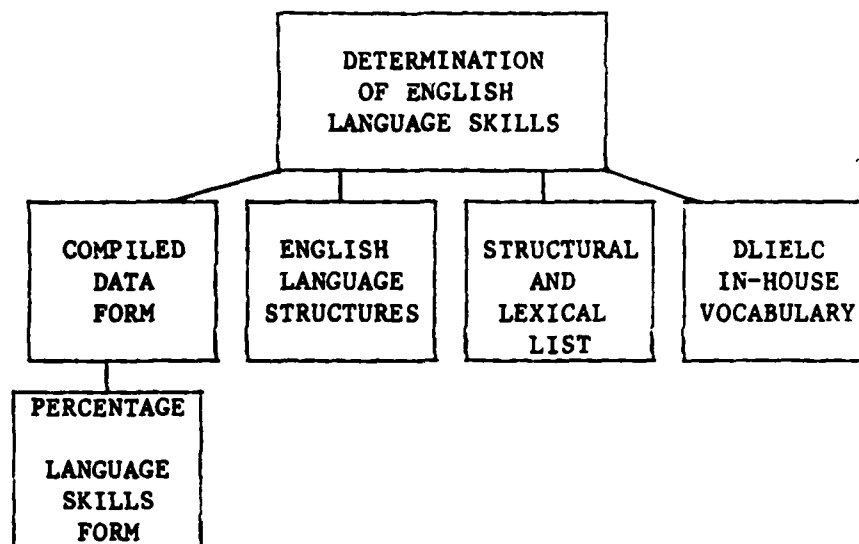 DETERMINATION
OF ENGLISH
LANGUAGE SKILLS
COMPILED
DATA
FORM
ENGLISH
LANGUAGE
STRUCTURES
STRUCTURAL
AND
LEXICAL
LIST
DLIELC
IN-HOUSE
VOCABULARY
PERCENTAGE
LANGUAGE
SKILLS
FORM